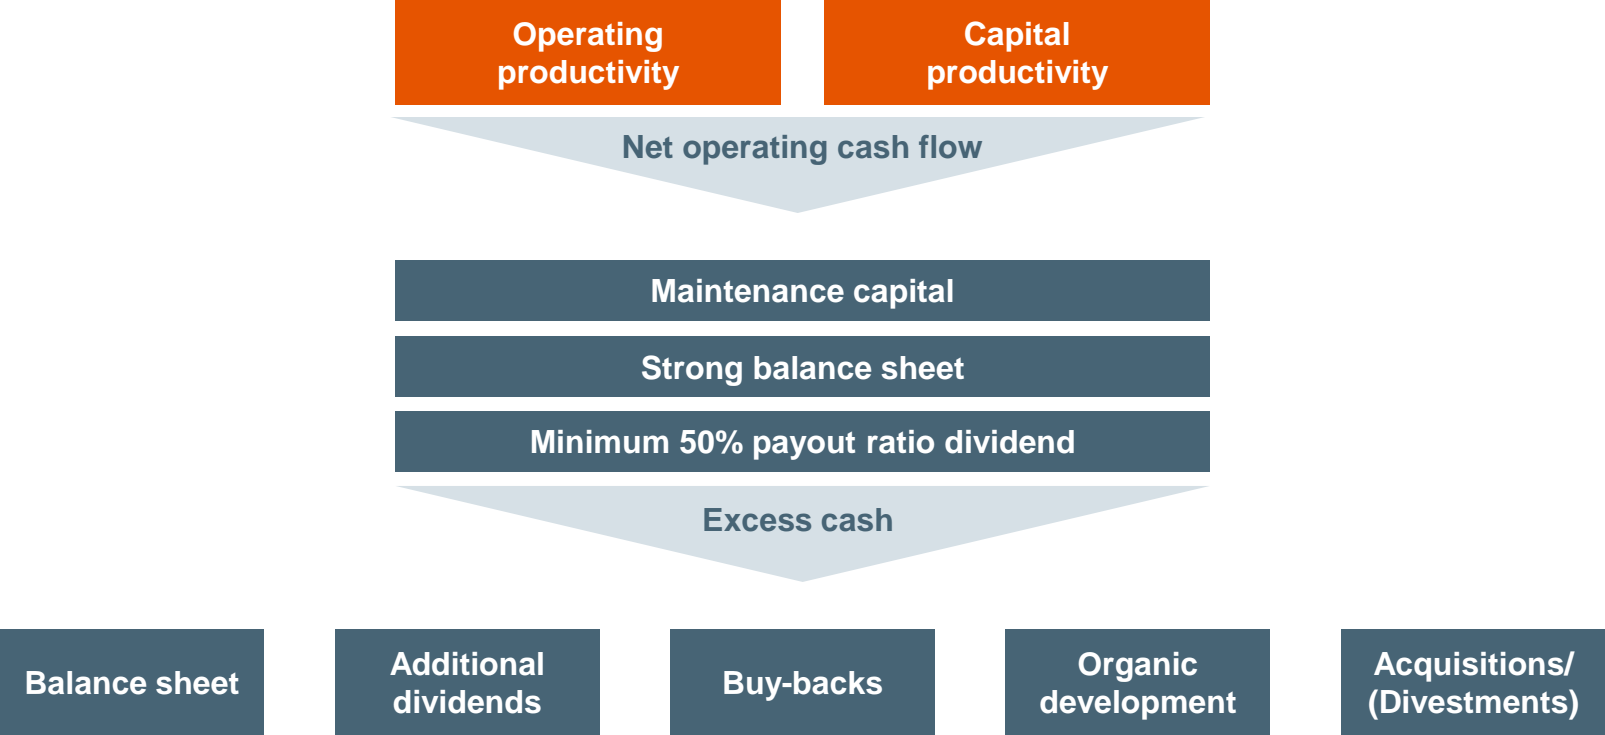 Operating
productivity
Capital
productivity
Net operating cash flow
Maintenance capital
Strong balance sheet
Minimum 50% payout ratio dividend
Excess cash
Balance sheet
Additional
dividends
Buy-backs
Organic
development
Acquisitions/
(Divestments)